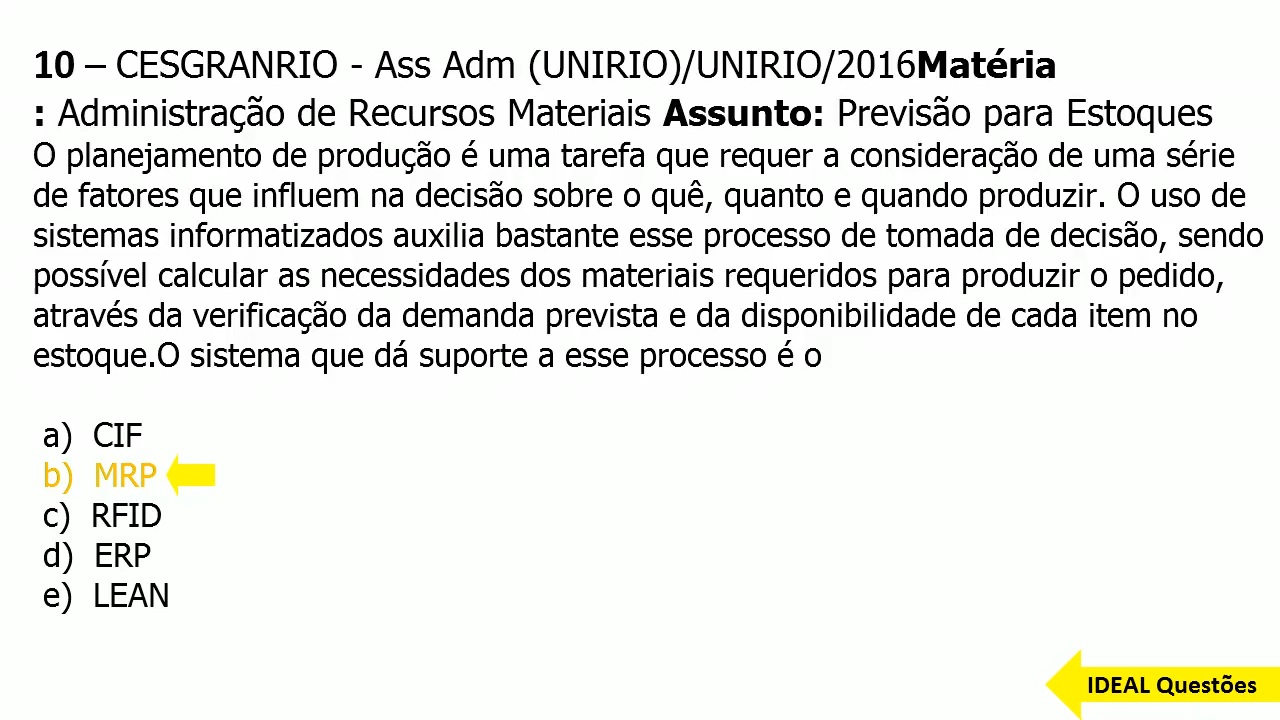 10 – CESGRANRIO - Ass Adm (UNIRIO)/UNIRIO/2016Matéria
: Administração de Recursos Materiais Assunto: Previsão para Estoques
O planejamento de produção é uma tarefa que requer a consideração de uma série
de fatores que influem na decisão sobre o quê, quanto e quando produzir. O uso de
sistemas informatizados auxilia bastante esse processo de tomada de decisão, sendo
possível calcular as necessidades dos materiais requeridos para produzir o pedido,
através da verificação da demanda prevista e da disponibilidade de cada item no
estoque.O sistema que dá suporte a esse processo é o
a) CIF
b) MRP
c) RFID
d) ERP
e) LEAN
IDEAL Questões